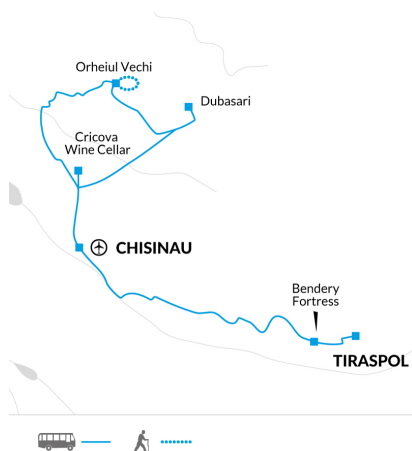 Orheiul Vechi
Dubasari
Cricova
Wine Cellar
CHISINAU
Bendery
Fortress
TIRASPOL